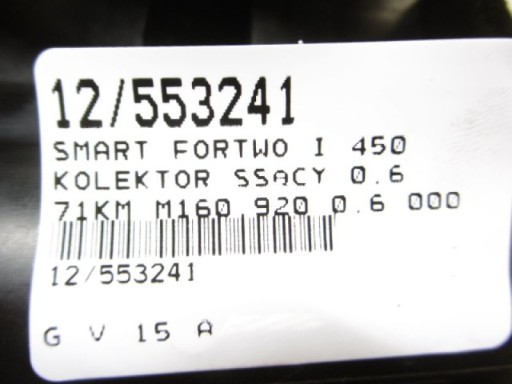 12/553241
SMART FORTWO I 450
KOLEKTOR SSACY 0.6
71KM M160.920 0.6 000
12/553241
G V 15 A